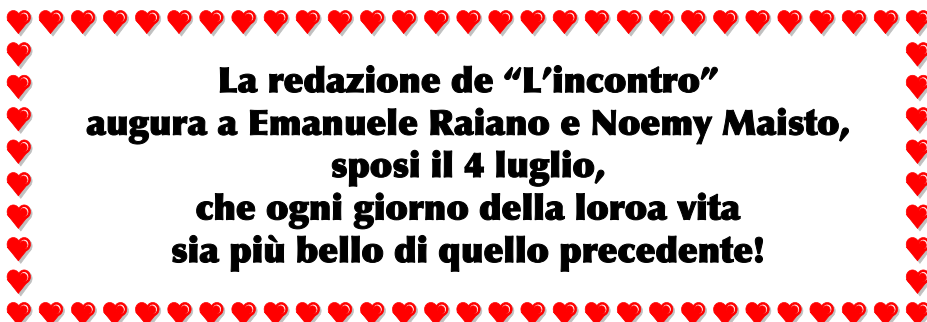 La redazione de “L’incontro”
augura a Emanuele Raiano e Noemy Maisto,
sposi il 4 luglio,
che ogni giorno della loroa vita
sia più bello di quello precedente!